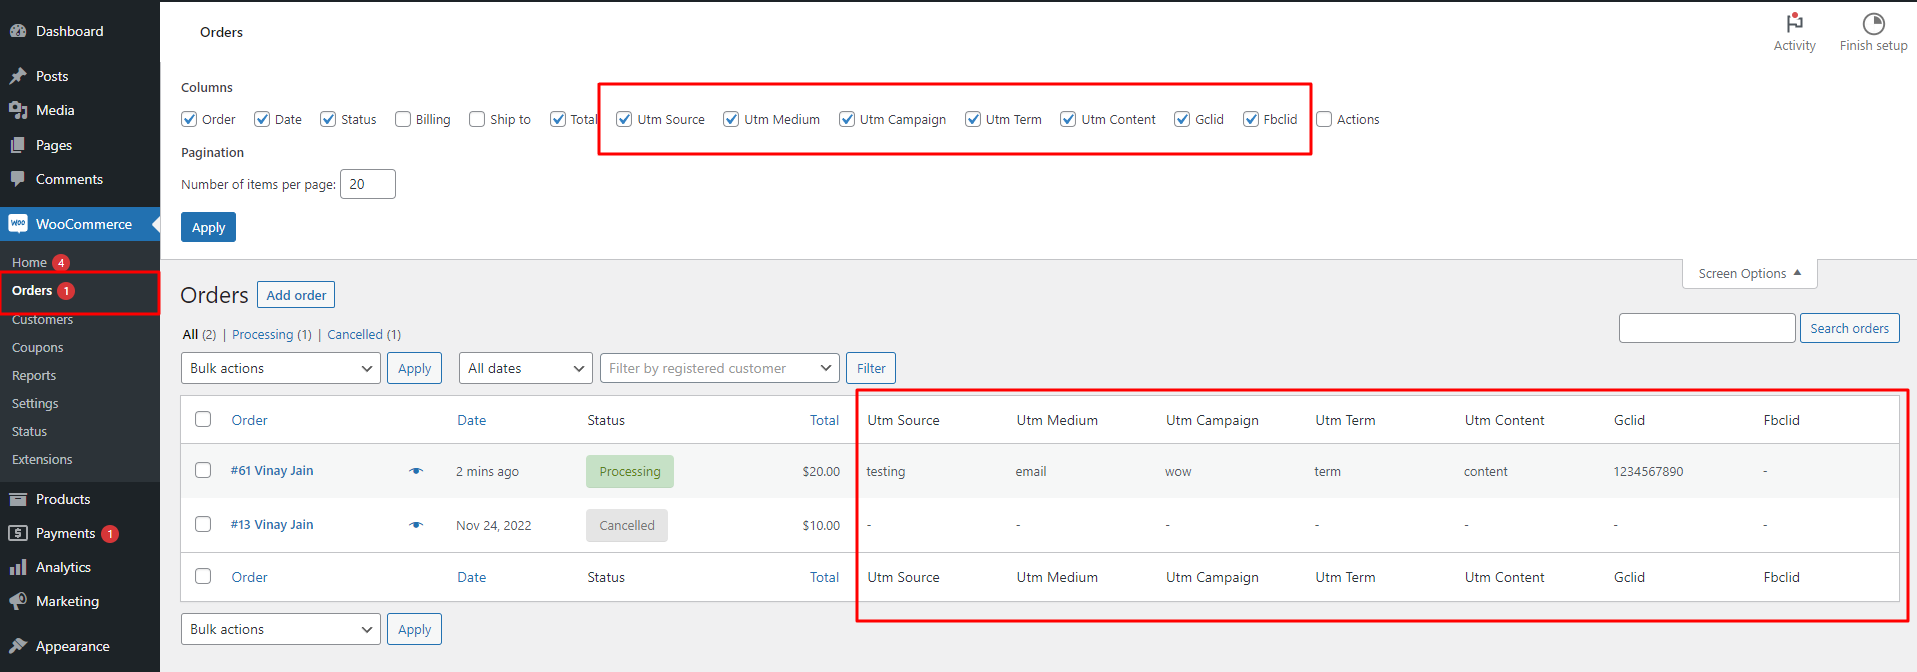 Dashboard
Posts
Media
Pages
Comments
Woo WooCommerce
Home 4
Orders 1
Customers
Coupons
Reports
Settings
Status
Extensions
Products
Payments 1
Analytics
Marketing
Appearance
Orders
Activity Finish setup
Columns
Order Date Status Billing Ship to Total Utm Source Utm Medium Utm Campaign Utm Term Utm Content Gclid Fbclid Actions
Pagination
Number of items per page: 20
Apply
Screen Options
Orders Add order
All (2) | Processing (1) | Cancelled (1)
Search orders
Bulk actions Apply All dates Filter by registered customer Filter
Order Date Status Total Utm Source Utm Medium Utm Campaign Utm Term Utm Content Gclid Fbclid
#61 Vinay Jain 2 mins ago Processing $20.00 testing email wow term content 1234567890 -
#13 Vinay Jain Nov 24, 2022 Cancelled $10.00 - - - - - - -
Order Date Status Total Utm Source Utm Medium Utm Campaign Utm Term Utm Content Gclid Fbclid
Bulk actions Apply